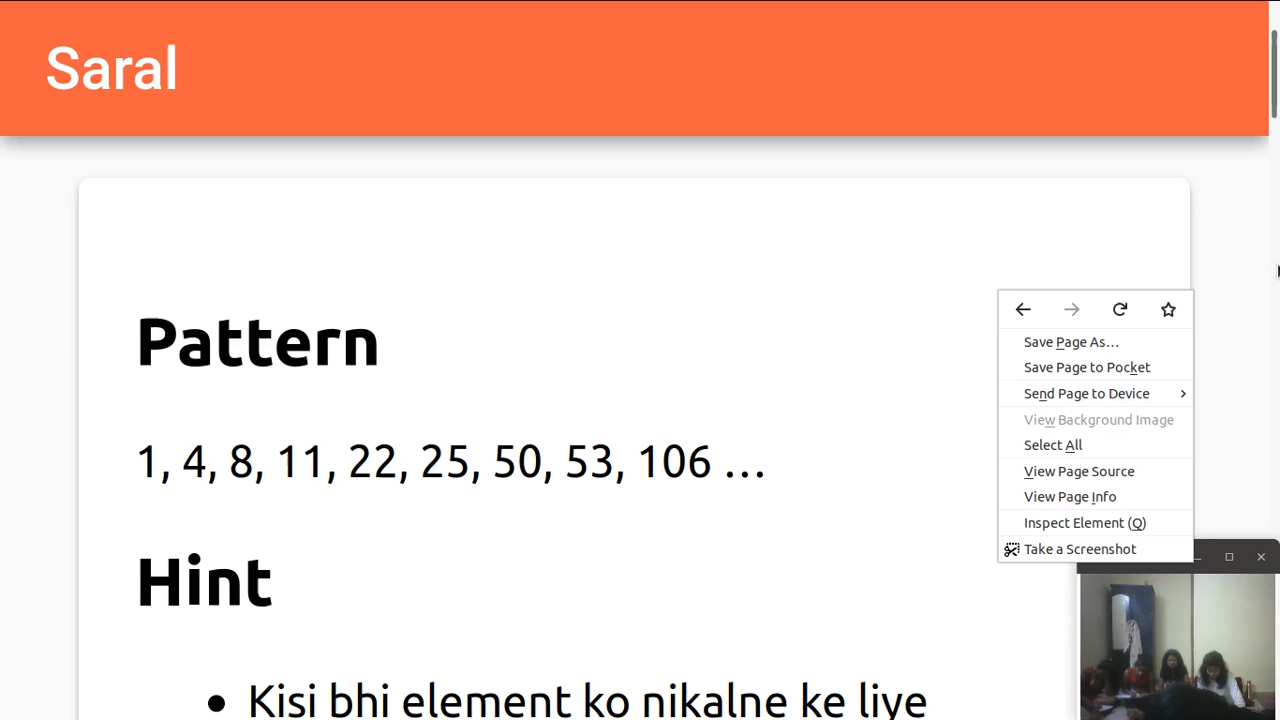 Saral
Pattern
1, 4, 8, 11, 22, 25, 50, 53, 106 …
Hint
• Kisi bhi element ko nikalne ke liye
Save Page As…
Save Page to Pocket
Send Page to Device
View Background Image
Select All
View Page Source
View Page Info
Inspect Element (Q)
Take a Screenshot